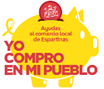 Ayudas
al comercio local
de Espartinas
YO
COMPRO
EN MI PUEBLO